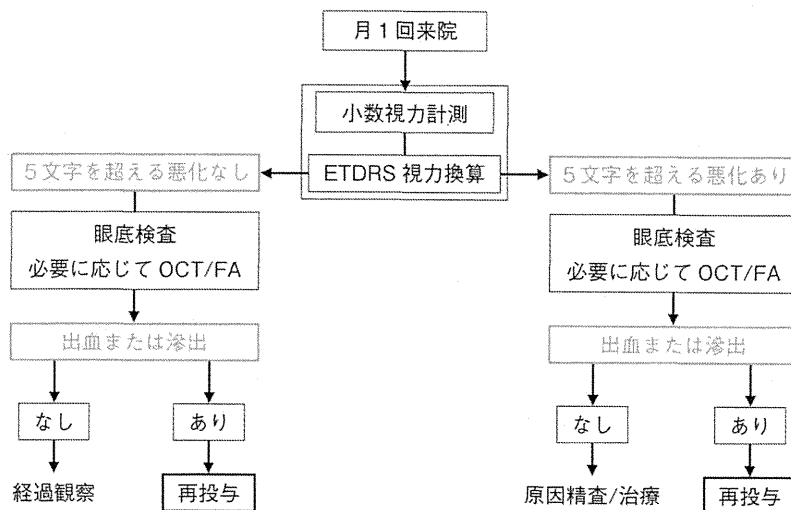 月1回来院
小数視力計測
ETDRS 視力換算
5文字を超える悪化なし
眼底検査
必要に応じて OCT/FA
出血または滲出
なし
あり
経過観察
再投与
5文字を超える悪化あり
眼底検査
必要に応じて OCT/FA
出血または滲出
なし
あり
原因精査/治療
再投与